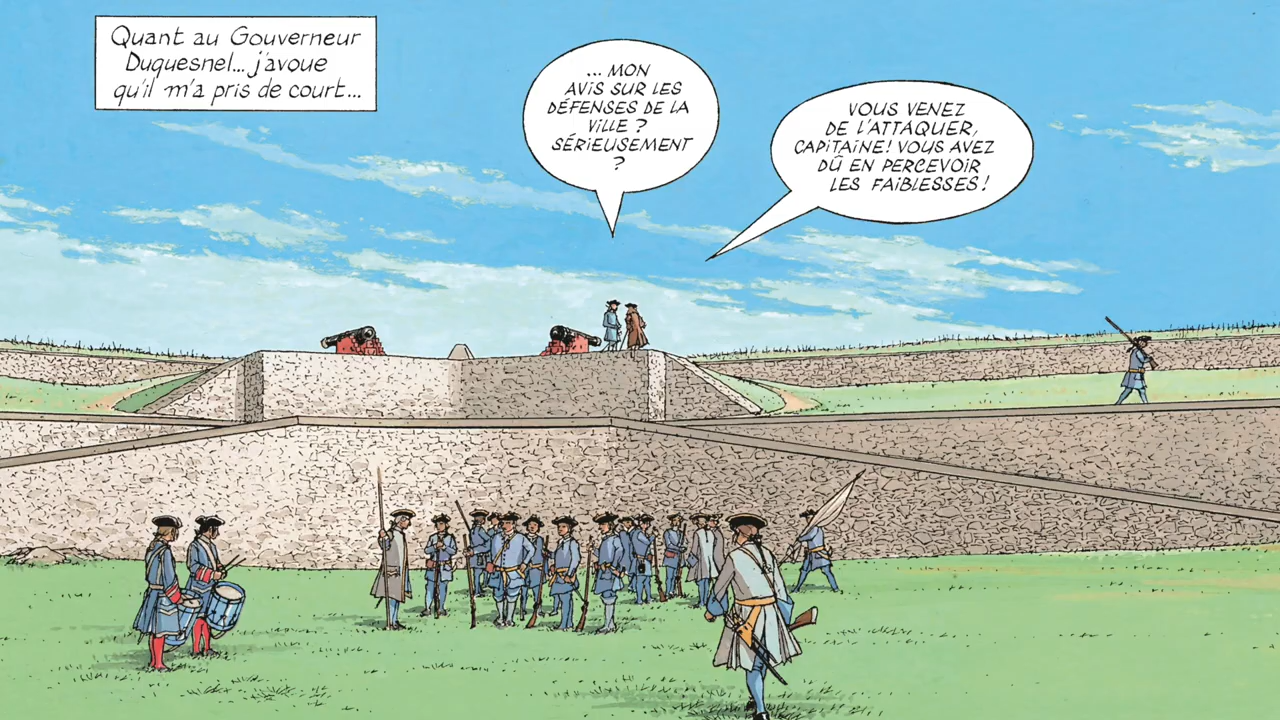 Quant au Gouverneur
Duquesnel... j'avoue
qu'il m'a pris de court...
... MON
AVIS SUR LES
DÉFENSES DE LA
VILLE ?
SÉRIEUSEMENT
?
VOUS VENEZ
DE L'ATTAQUER,
CAPITAINE ! VOUS AVEZ
DÛ EN PERCEVOIR
LES FAIBLESSES !